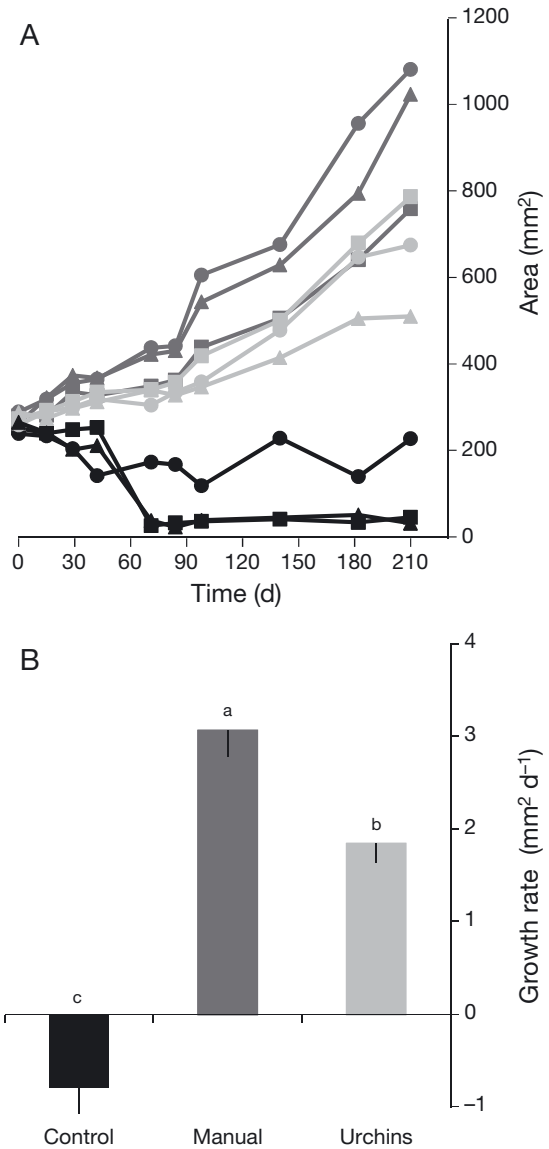 A
1200
1000
800
600
400
200
0
Area (mm²)
0 30 60 90 120 150 180 210
Time (d)
B
4
3
2
1
0
–1
Growth rate (mm² d⁻¹)
a
b
c
Control Manual Urchins